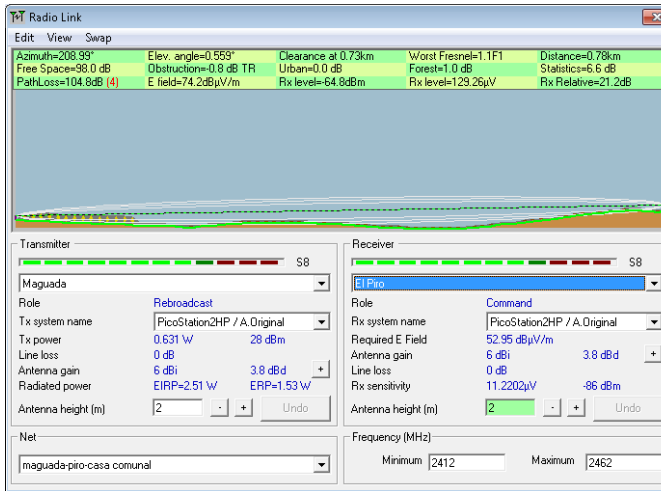 Radio Link
Edit View Swap
Azimuth=208.99° Elev. angle=0.559° Clearance at 0.73km Worst Fresnel=1.1F1 Distance=0.78km
Free Space=98.0 dB Obstruction=-0.8 dB TR Urban=0.0 dB Forest=1.0 dB Statistics=6.6 dB
PathLoss=104.8dB (4) E field=74.2dBµV/m Rx level=-64.8dBm Rx level=129.26µV Rx Relative=21.2dB
Transmitter Receiver
S8 S8
Maguada El Piro
Role Rebroadcast Role Command
Tx system name PicoStation2HP / A.Original Rx system name PicoStation2HP / A.Original
Tx power 0.631 W 28 dBm Required E Field 52.95 dBµV/m
Line loss 0 dB Antenna gain 6 dBi 3.8 dBd +
Antenna gain 6 dBi 3.8 dBd + Line loss 0 dB
Radiated power EIRP=2.51 W ERP=1.53 W Rx sensitivity 11.2202µV -86 dBm
Antenna height (m) 2 - + Undo Antenna height (m) 2 - + Undo
Net Frequency (MHz)
maguada-piro-casa comunal Minimum 2412 Maximum 2462